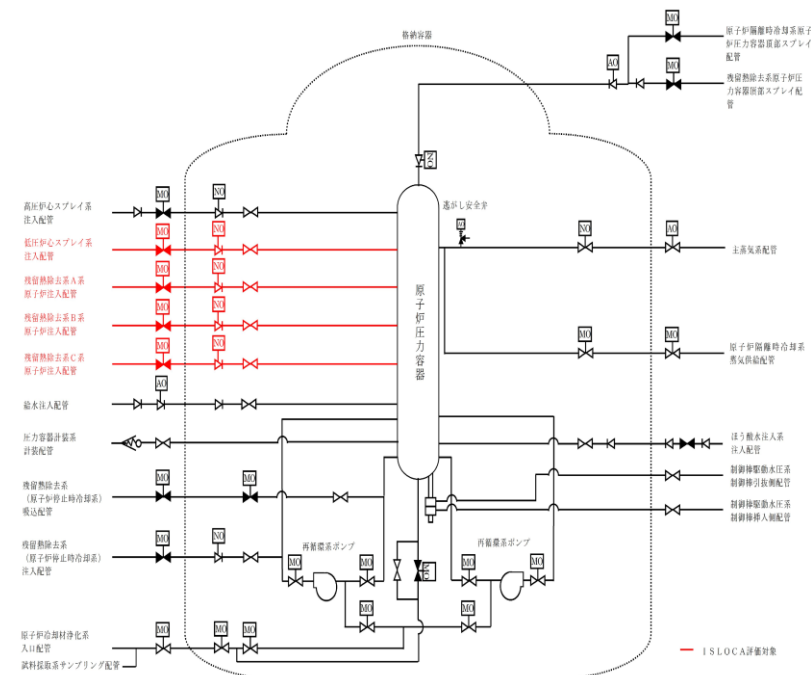 格納容器
MO
原子炉隔離時冷却系原子
炉圧力容器頂部スプレイ
配管
AO
MO
残留熱除去系原子炉圧
力容器頂部スプレイ配
管
NO
高圧炉心スプレイ系
注入配管
MO
NO
逃がし安全弁
AO
低圧炉心スプレイ系
注入配管
MO
NO
NO
AO
主蒸気系配管
残留熱除去系A系
原子炉注入配管
MO
NO
原子炉圧力容器
残留熱除去系B系
原子炉注入配管
MO
NO
残留熱除去系C系
原子炉注入配管
MO
NO
MO
MO
原子炉隔離時冷却系
蒸気供給配管
給水注入配管
AO
圧力容器計装系
計装配管
ほう酸水注入系
注入配管
残留熱除去系
(原子炉停止時冷却系)
吸込配管
MO
MO
制御棒駆動水圧系
制御棒引抜側配管
制御棒駆動水圧系
制御棒挿入側配管
残留熱除去系
(原子炉停止時冷却系)
注入配管
MO
NO
再循環系ポンプ
再循環系ポンプ
MO
MO
NO
MO
MO
MO
MO
原子炉冷却材浄化系
入口配管
MO
MO
MO
試料採取系サンプリング配管
ISLOCA評価対象